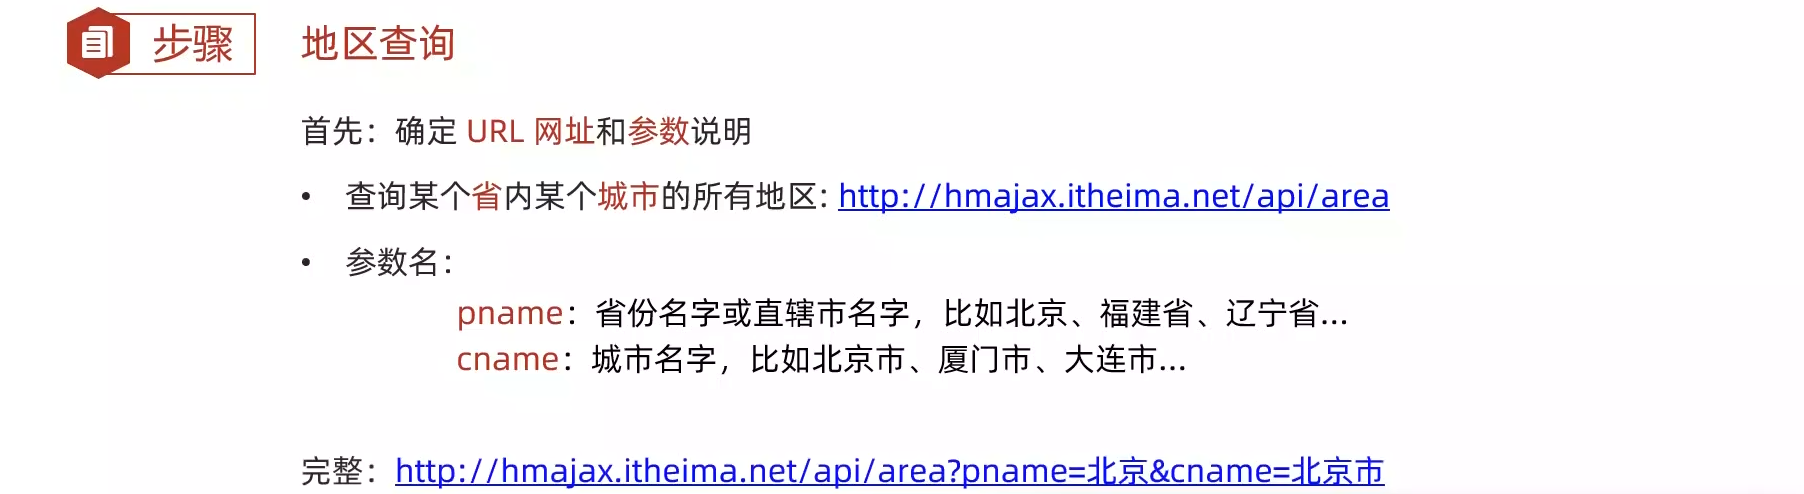 步骤 地区查询
首先：确定 URL 网址和参数说明
• 查询某个省内某个城市的所有地区: http://hmajax.itheima.net/api/area
• 参数名：
pname：省份名字或直辖市名字，比如北京、福建省、辽宁省...
cname：城市名字，比如北京市、厦门市、大连市...
完整：http://hmajax.itheima.net/api/area?pname=北京&cname=北京市